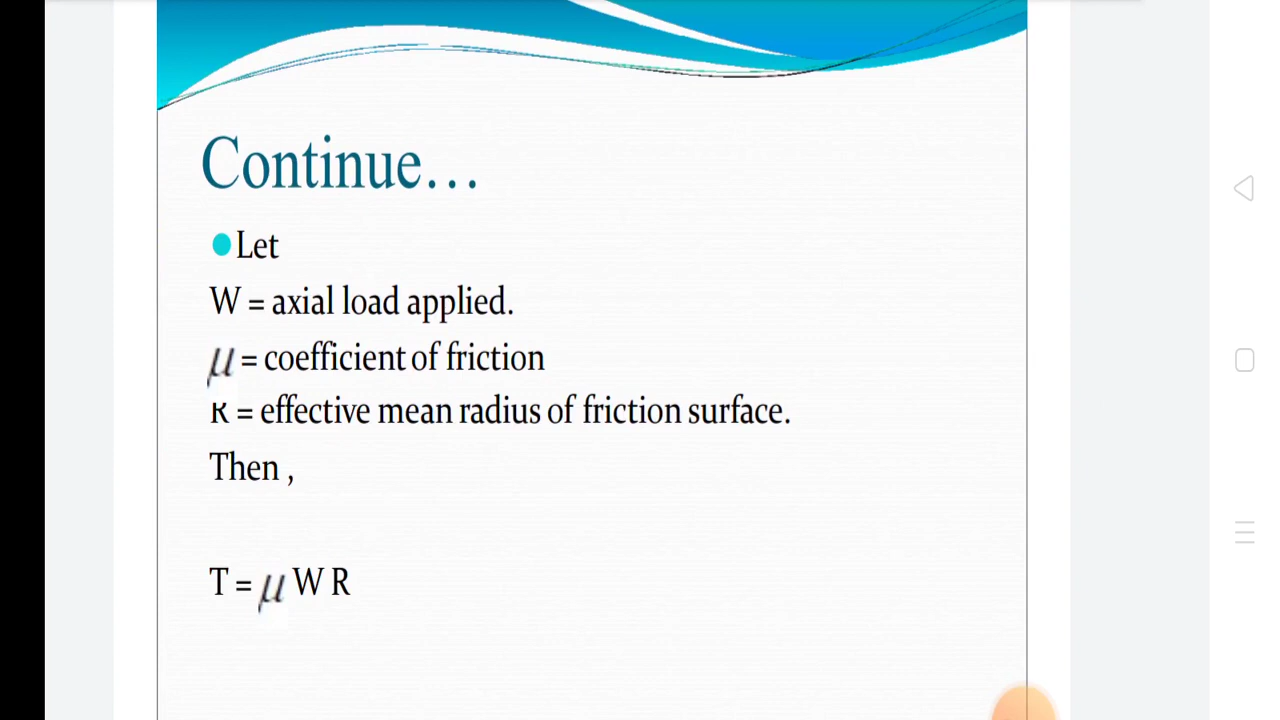 Continue…
Let
W = axial load applied.
μ = coefficient of friction
R = effective mean radius of friction surface.
Then ,
T = μ W R